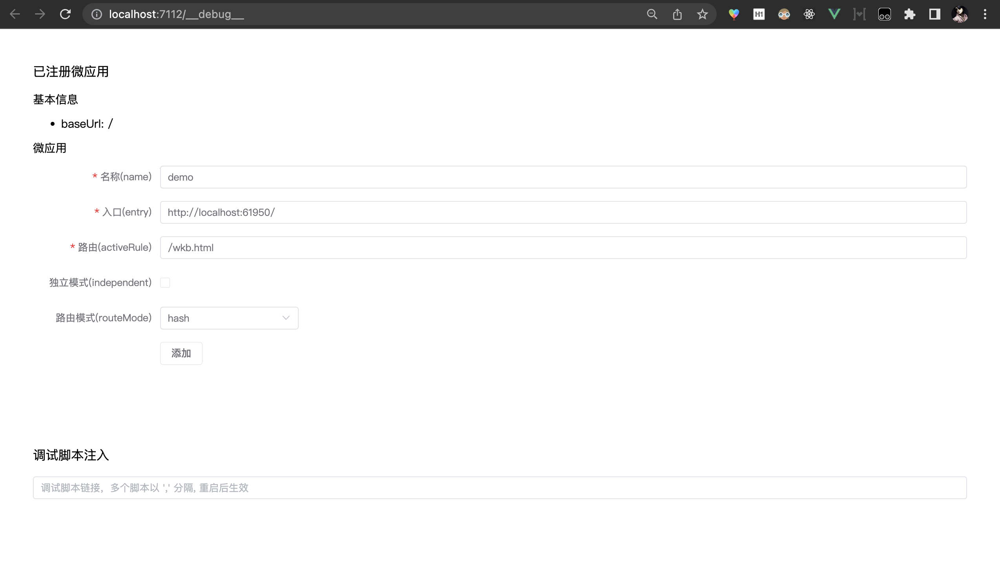 localhost:7112/__debug__
H1
已注册微应用
基本信息
baseUrl: /
微应用
* 名称(name) demo
* 入口(entry) http://localhost:61950/
* 路由(activeRule) /wkb.html
独立模式(independent)
路由模式(routeMode) hash
添加
调试脚本注入
调试脚本链接，多个脚本以 ',' 分隔, 重启后生效